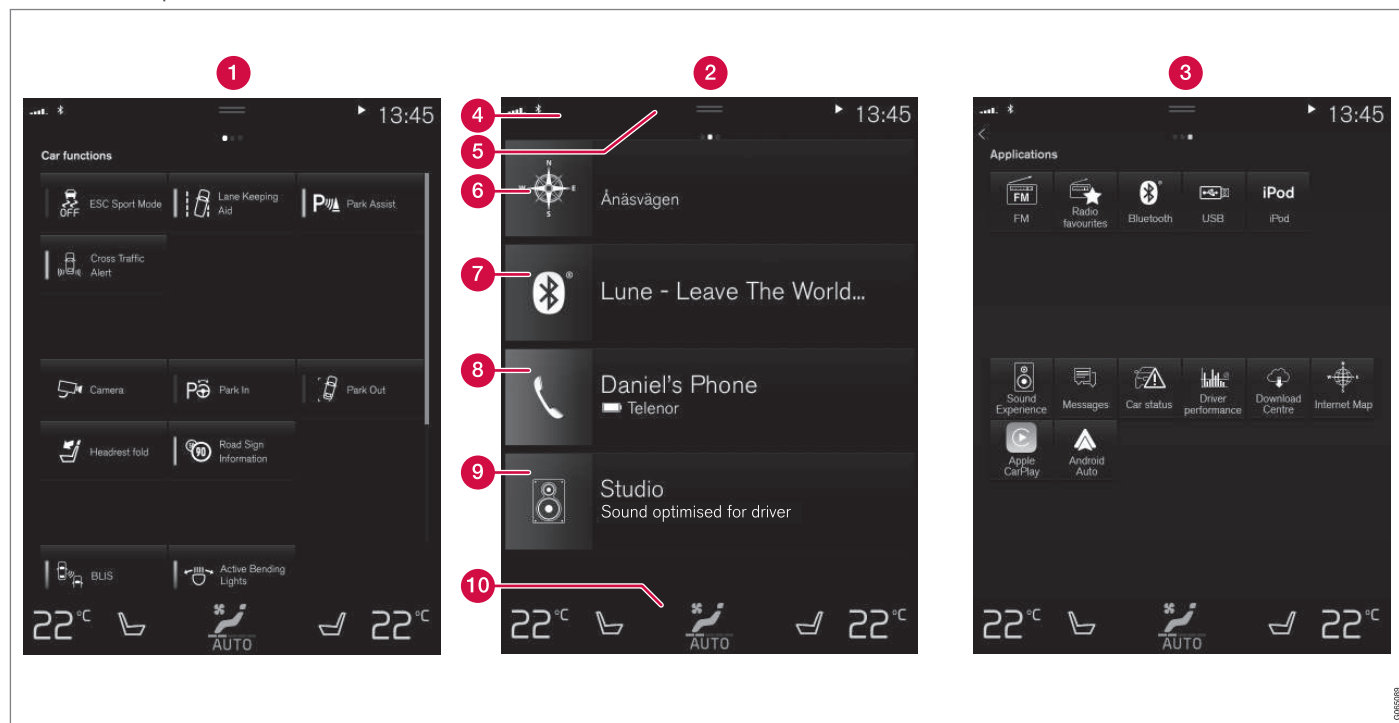 1
2
3
13:45
Car functions
OFF
ESC Sport Mode
Lane Keeping
Aid
P
Park Assist
Cross Traffic
Alert
Camera
P
Park In
Park Out
Headrest fold
90
Road Sign
Information
BLIS
Active Bending
Lights
22°C
AUTO
22°C
4
5
6
7
8
9
10
13:45
N
W
E
S
Ånäsvägen
®
Lune - Leave The World...
Daniel's Phone
Telenor
Studio
Sound optimised for driver
22°C
AUTO
22°C
13:45
Applications
FM
FM
Radio
favourites
Bluetooth
USB
iPod
iPod
Sound
Experience
Messages
Car status
Driver
performance
Download
Centre
Internet Map
Apple
CarPlay
Android
Auto
22°C
AUTO
22°C